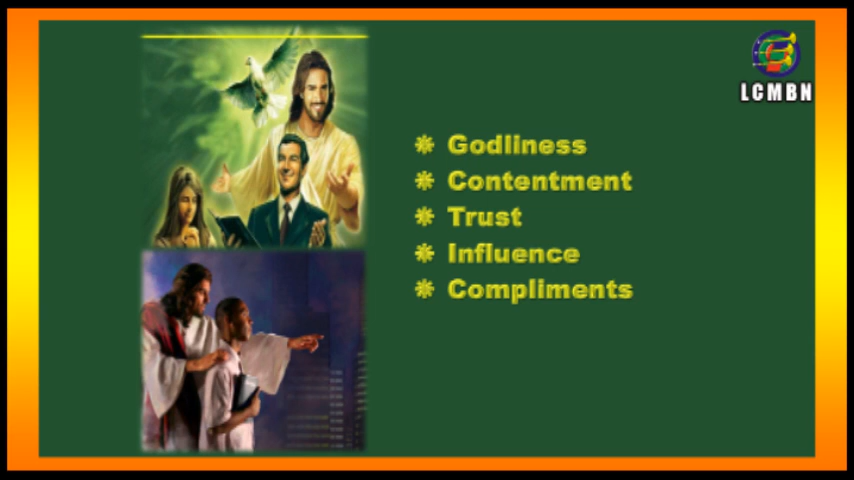 LCMBN
Godliness
Contentment
Trust
Influence
Compliments